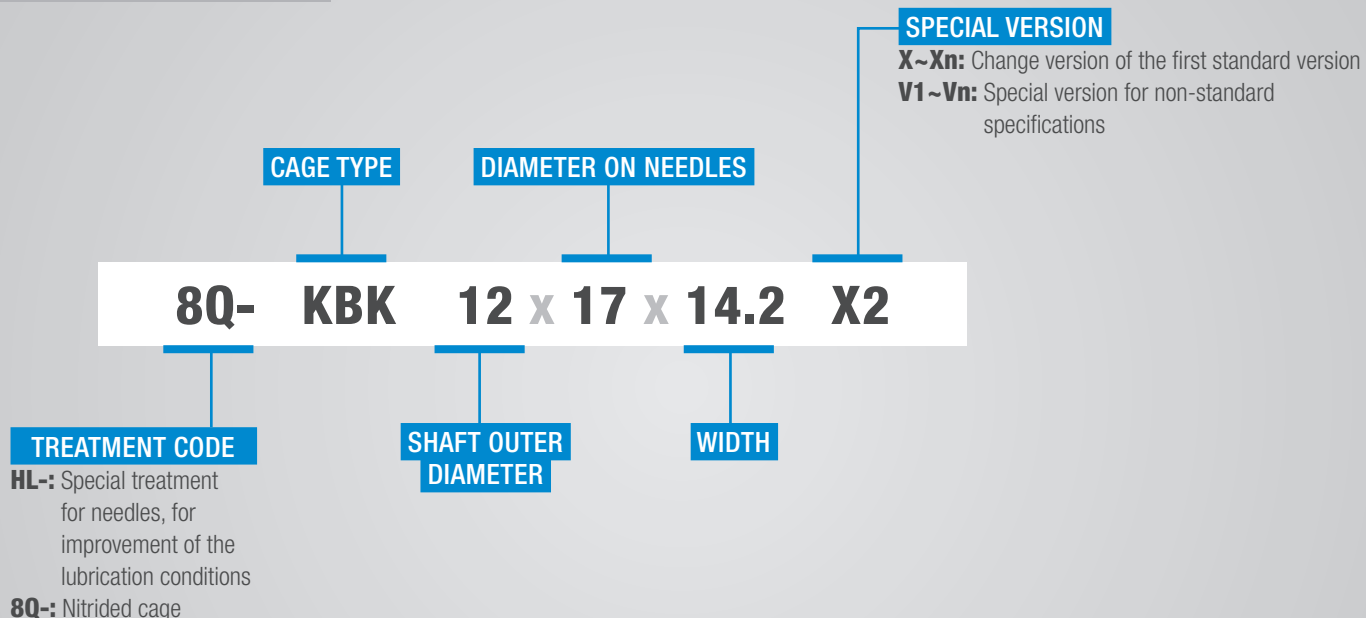 SPECIAL VERSION
X~Xn: Change version of the first standard version
V1~Vn: Special version for non-standard
specifications
CAGE TYPE
DIAMETER ON NEEDLES
8Q- KBK 12 x 17 x 14.2 X2
TREATMENT CODE
HL-: Special treatment
for needles, for
improvement of the
lubrication conditions
8Q-: Nitrided cage
SHAFT OUTER
DIAMETER
WIDTH